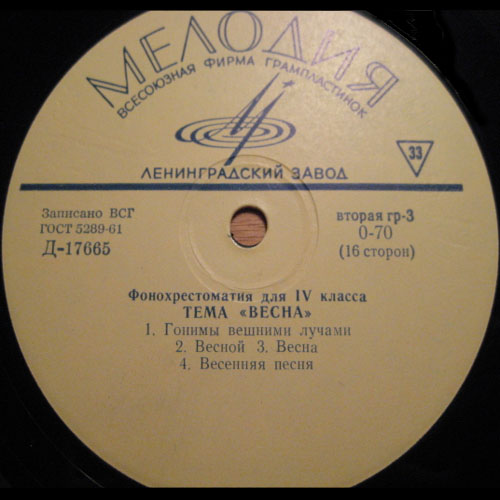 МЕЛОДИЯ
ВСЕСОЮЗНАЯ ФИРМА ГРАМПЛАСТИНОК
33
ЛЕНИНГРАДСКИЙ ЗАВОД
Записано ВСГ
ГОСТ 5289-61
Д-17665
вторая гр-3
0-70
(16 сторон)
Фонохрестоматия для IV класса
ТЕМА «ВЕСНА»
1. Гонимы вешними лучами
2. Весной 3. Весна
4. Весенняя песня